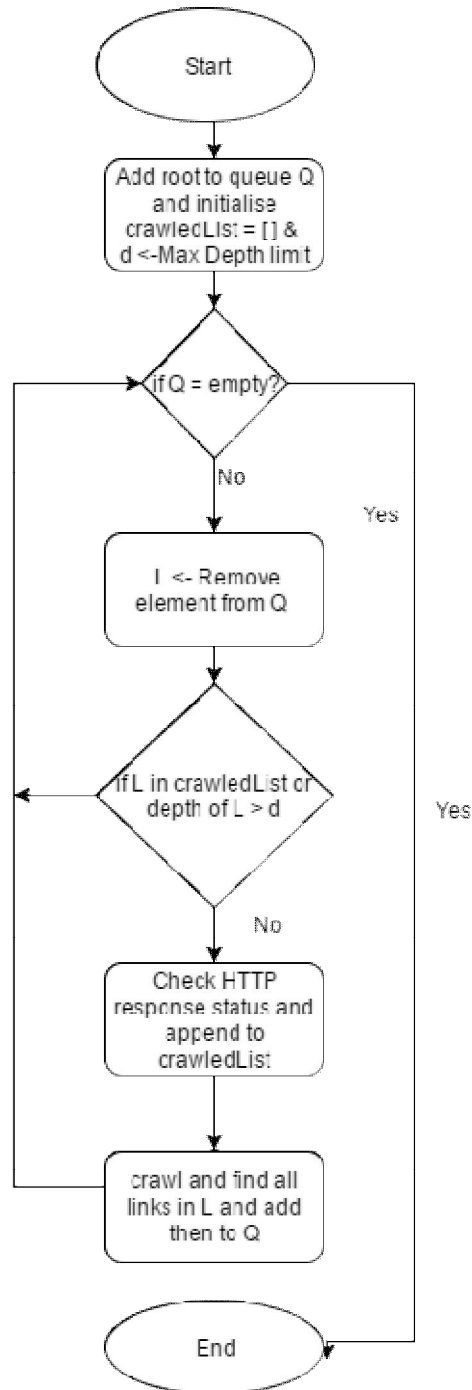 Start
Add root to queue Q
and initialise
crawledList = [ ] &
d <-Max Depth limit
if Q = empty?
No
Yes
L <- Remove
element from Q
if L in crawledList or
depth of L > d
Yes
No
Check HTTP
response status and
append to
crawledList
crawl and find all
links in L and add
then to Q
End